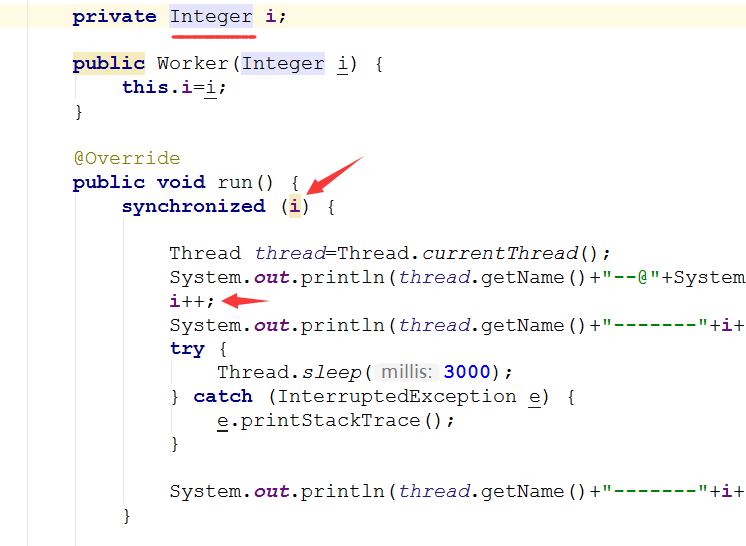 private Integer i;
public Worker(Integer i) {
this.i=i;
}
@Override
public void run() {
synchronized (i) {
Thread thread=Thread.currentThread();
System.out.println(thread.getName()+"--@"+System
i++;
System.out.println(thread.getName()+"-------"+i+
try {
Thread.sleep( millis: 3000);
} catch (InterruptedException e) {
e.printStackTrace();
}
System.out.println(thread.getName()+"-------"+i+
}